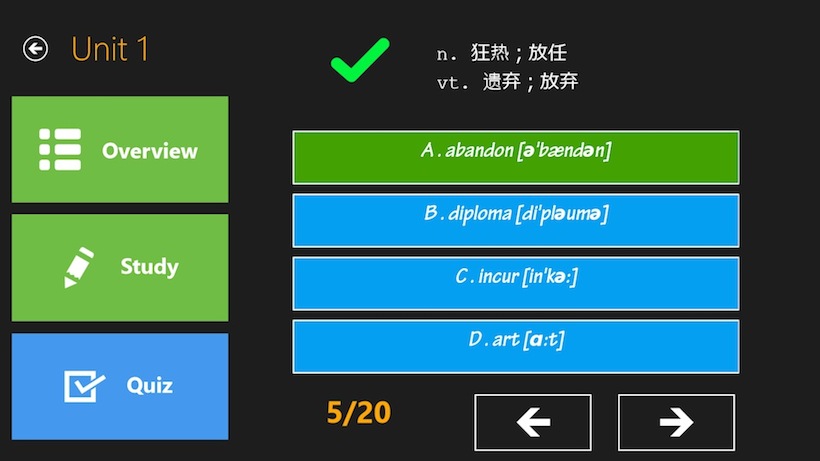 Unit 1
Overview
Study
Quiz
n. 狂热；放任
vt. 遗弃；放弃
A . abandon [ə'bændən]
B . diploma [di'pləumə]
C . incur [in'kə:]
D . art [ɑ:t]
5/20